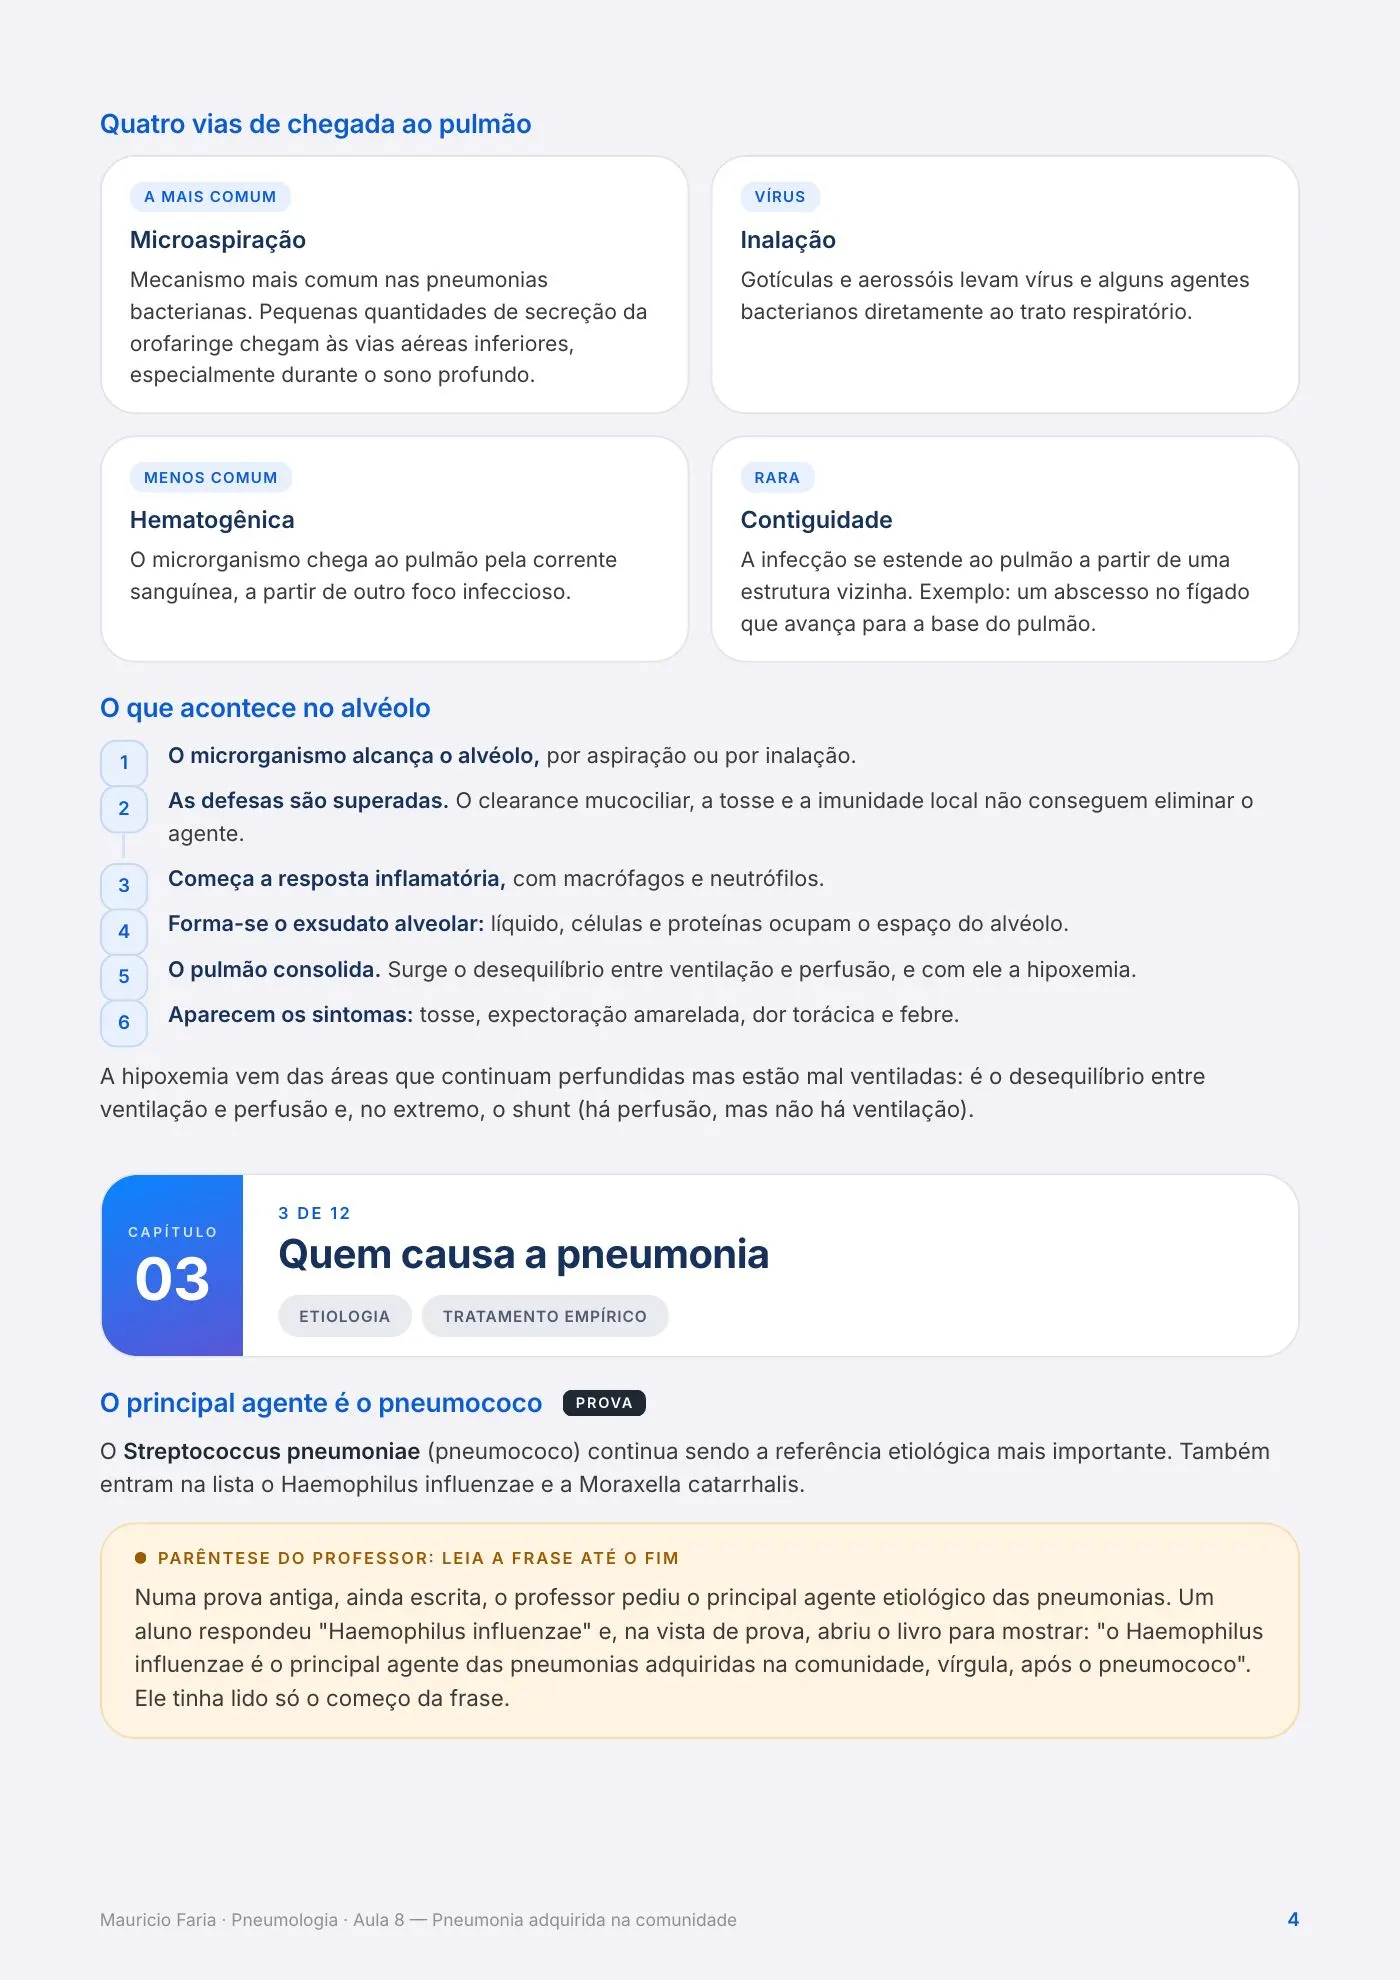 Quatro vias de chegada ao pulmão
A MAIS COMUM
Microaspiração
Mecanismo mais comum nas pneumonias
bacterianas. Pequenas quantidades de secreção da
orofaringe chegam às vias aéreas inferiores,
especialmente durante o sono profundo.
VÍRUS
Inalação
Gotículas e aerossóis levam vírus e alguns agentes
bacterianos diretamente ao trato respiratório.
MENOS COMUM
Hematogênica
O microrganismo chega ao pulmão pela corrente
sanguínea, a partir de outro foco infeccioso.
RARA
Contiguidade
A infecção se estende ao pulmão a partir de uma
estrutura vizinha. Exemplo: um abscesso no fígado
que avança para a base do pulmão.
O que acontece no alvéolo
1 O microrganismo alcança o alvéolo, por aspiração ou por inalação.
2 As defesas são superadas. O clearance mucociliar, a tosse e a imunidade local não conseguem eliminar o
agente.
3 Começa a resposta inflamatória, com macrófagos e neutrófilos.
4 Forma-se o exsudato alveolar: líquido, células e proteínas ocupam o espaço do alvéolo.
5 O pulmão consolida. Surge o desequilíbrio entre ventilação e perfusão, e com ele a hipoxemia.
6 Aparecem os sintomas: tosse, expectoração amarelada, dor torácica e febre.
A hipoxemia vem das áreas que continuam perfundidas mas estão mal ventiladas: é o desequilíbrio entre
ventilação e perfusão e, no extremo, o shunt (há perfusão, mas não há ventilação).
CAPÍTULO
03
3 DE 12
Quem causa a pneumonia
ETIOLOGIA TRATAMENTO EMPÍRICO
O principal agente é o pneumococo PROVA
O Streptococcus pneumoniae (pneumococo) continua sendo a referência etiológica mais importante. Também
entram na lista o Haemophilus influenzae e a Moraxella catarrhalis.
PARÊNTESE DO PROFESSOR: LEIA A FRASE ATÉ O FIM
Numa prova antiga, ainda escrita, o professor pediu o principal agente etiológico das pneumonias. Um
aluno respondeu "Haemophilus influenzae" e, na vista de prova, abriu o livro para mostrar: "o Haemophilus
influenzae é o principal agente das pneumonias adquiridas na comunidade, vírgula, após o pneumococo".
Ele tinha lido só o começo da frase.
Mauricio Faria · Pneumologia · Aula 8 — Pneumonia adquirida na comunidade
4